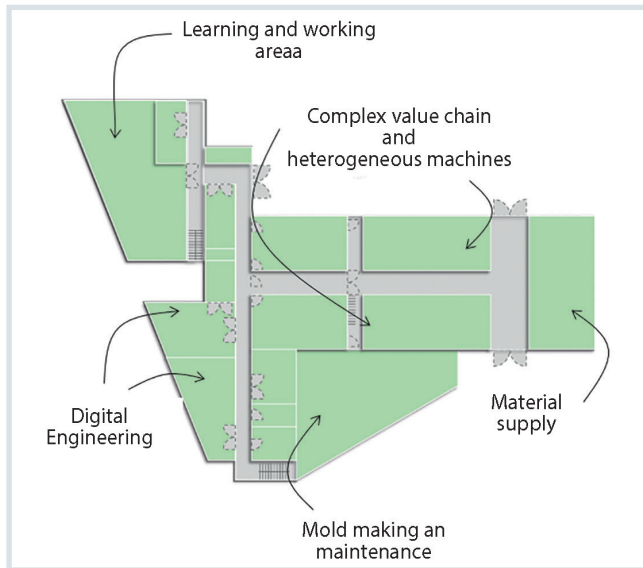 Learning and working
areaa
Complex value chain
and
heterogeneous machines
Digital
Engineering
Material
supply
Mold making an
maintenance